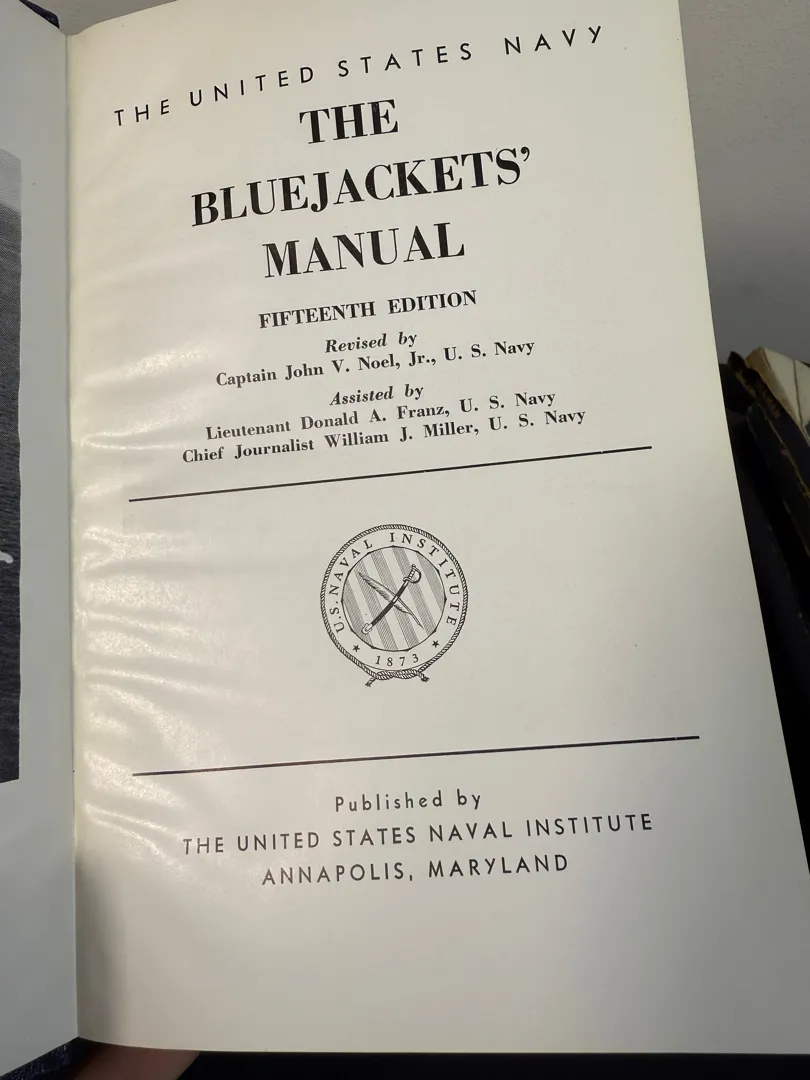 THE UNITED STATES NAVY
THE
BLUEJACKETS’
MANUAL
FIFTEENTH EDITION
Revised by
Captain John V. Noel, Jr., U. S. Navy
Assisted by
Lieutenant Donald A. Franz, U. S. Navy
Chief Journalist William J. Miller, U. S. Navy
U.S. NAVAL INSTITUTE
★ 1873 ★
Published by
THE UNITED STATES NAVAL INSTITUTE
ANNAPOLIS, MARYLAND